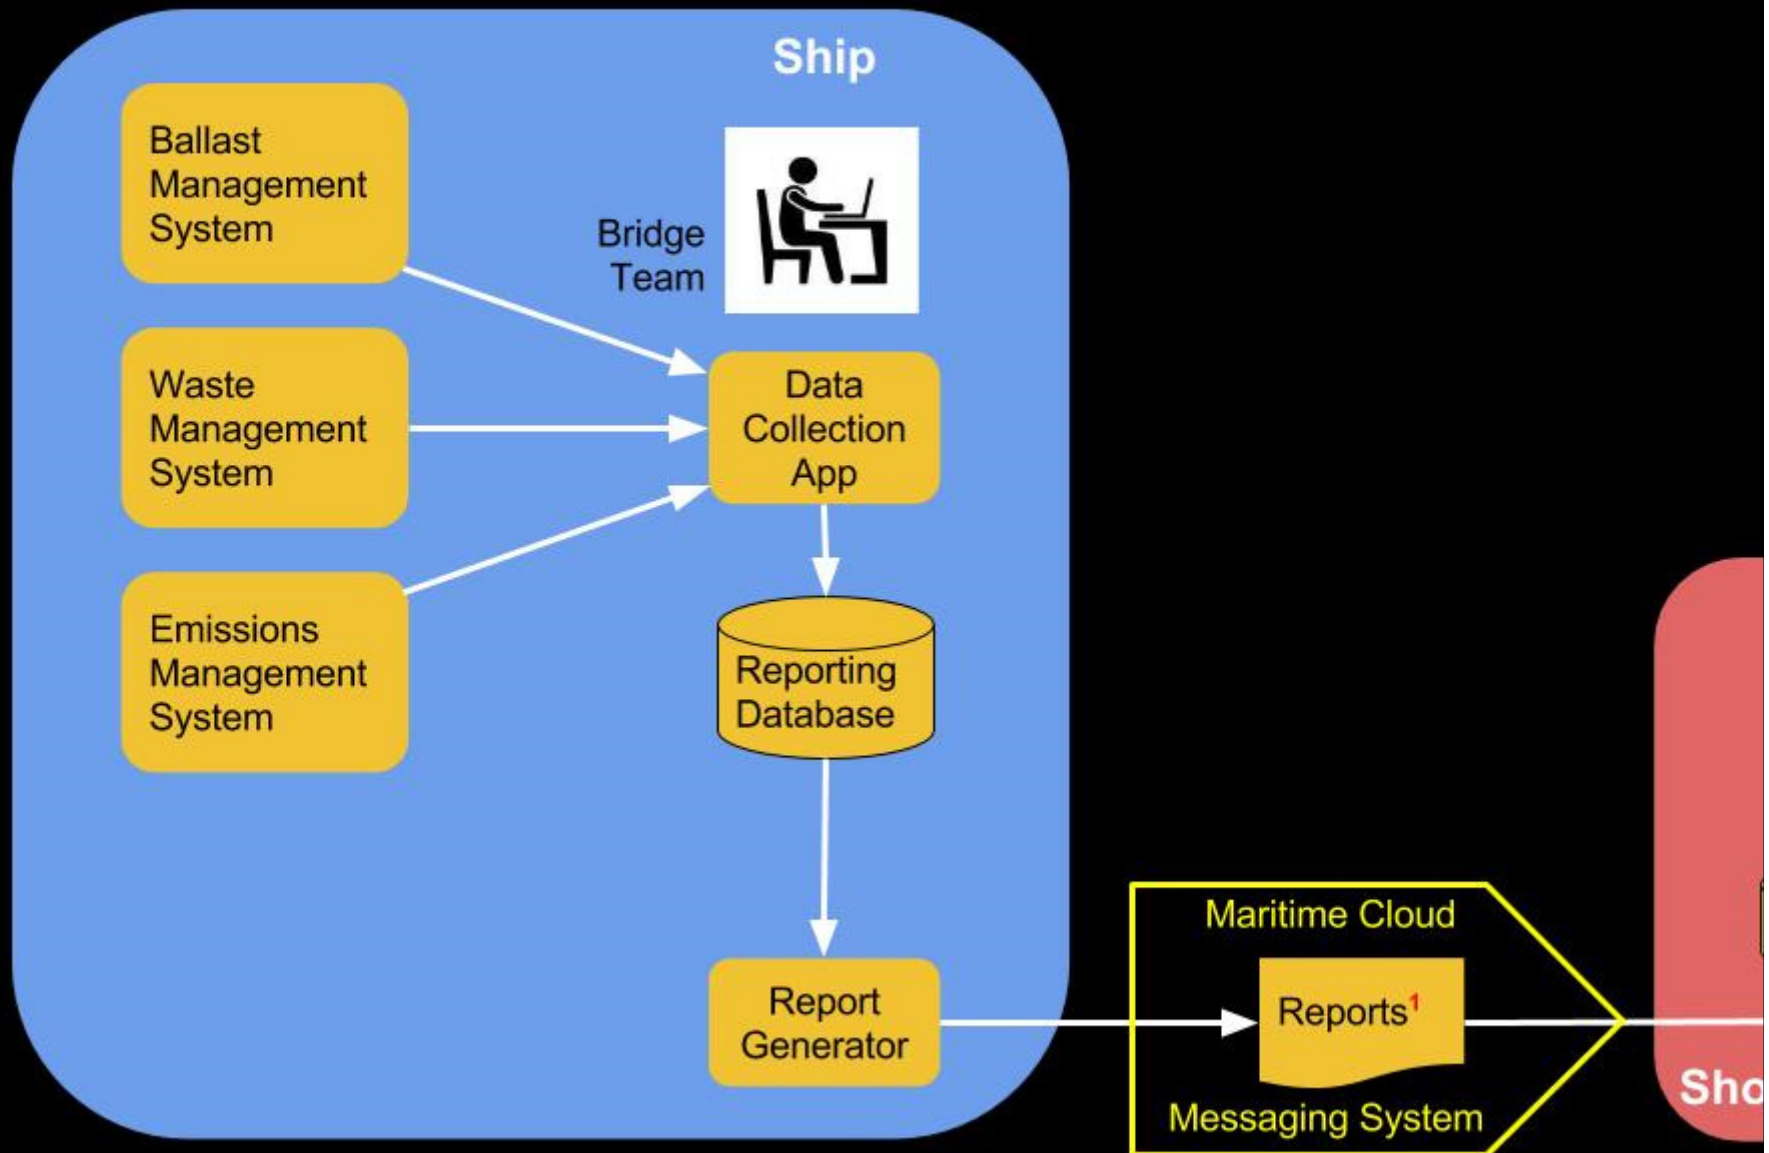 Ship
Ballast
Management
System
Bridge
Team
Waste
Management
System
Data
Collection
App
Emissions
Management
System
Reporting
Database
Report
Generator
Maritime Cloud
Reports¹
Messaging System
Sho